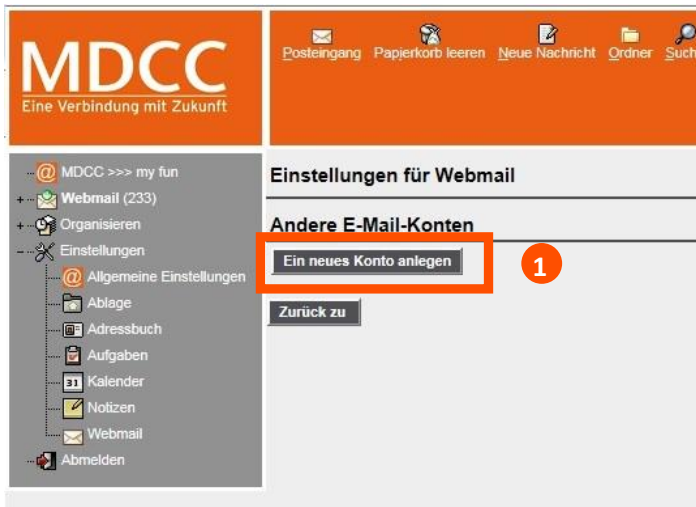 MDCC
Eine Verbindung mit Zukunft
Posteingang Papierkorb leeren Neue Nachricht Ordner Such
MDCC >>> my fun
Webmail (233)
Organisieren
Einstellungen
Allgemeine Einstellungen
Ablage
Adressbuch
Aufgaben
31 Kalender
Notizen
Webmail
Abmelden
Einstellungen für Webmail
Andere E-Mail-Konten
Ein neues Konto anlegen
1
Zurück zu